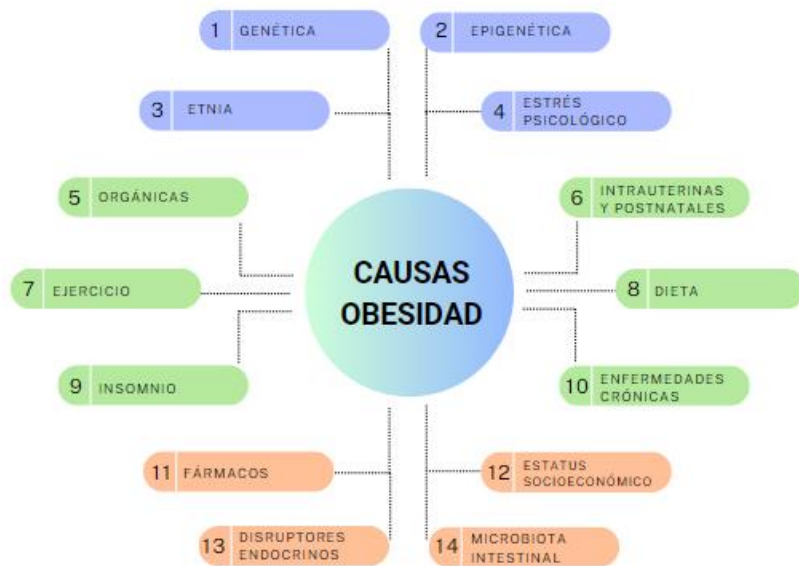 1 GENÉTICA
2 EPIGENÉTICA
3 ETNIA
4 ESTRÉS
PSICOLÓGICO
5 ORGÁNICAS
6 INTRAUTERINAS
Y POSTNATALES
CAUSAS
OBESIDAD
7 EJERCICIO
8 DIETA
9 INSOMNIO
10 ENFERMEDADES
CRÓNICAS
11 FÁRMACOS
12 ESTATUS
SOCIOECONÓMICO
13 DISRUPTORES
ENDOCRINOS
14 MICROBIOTA
INTESTINAL